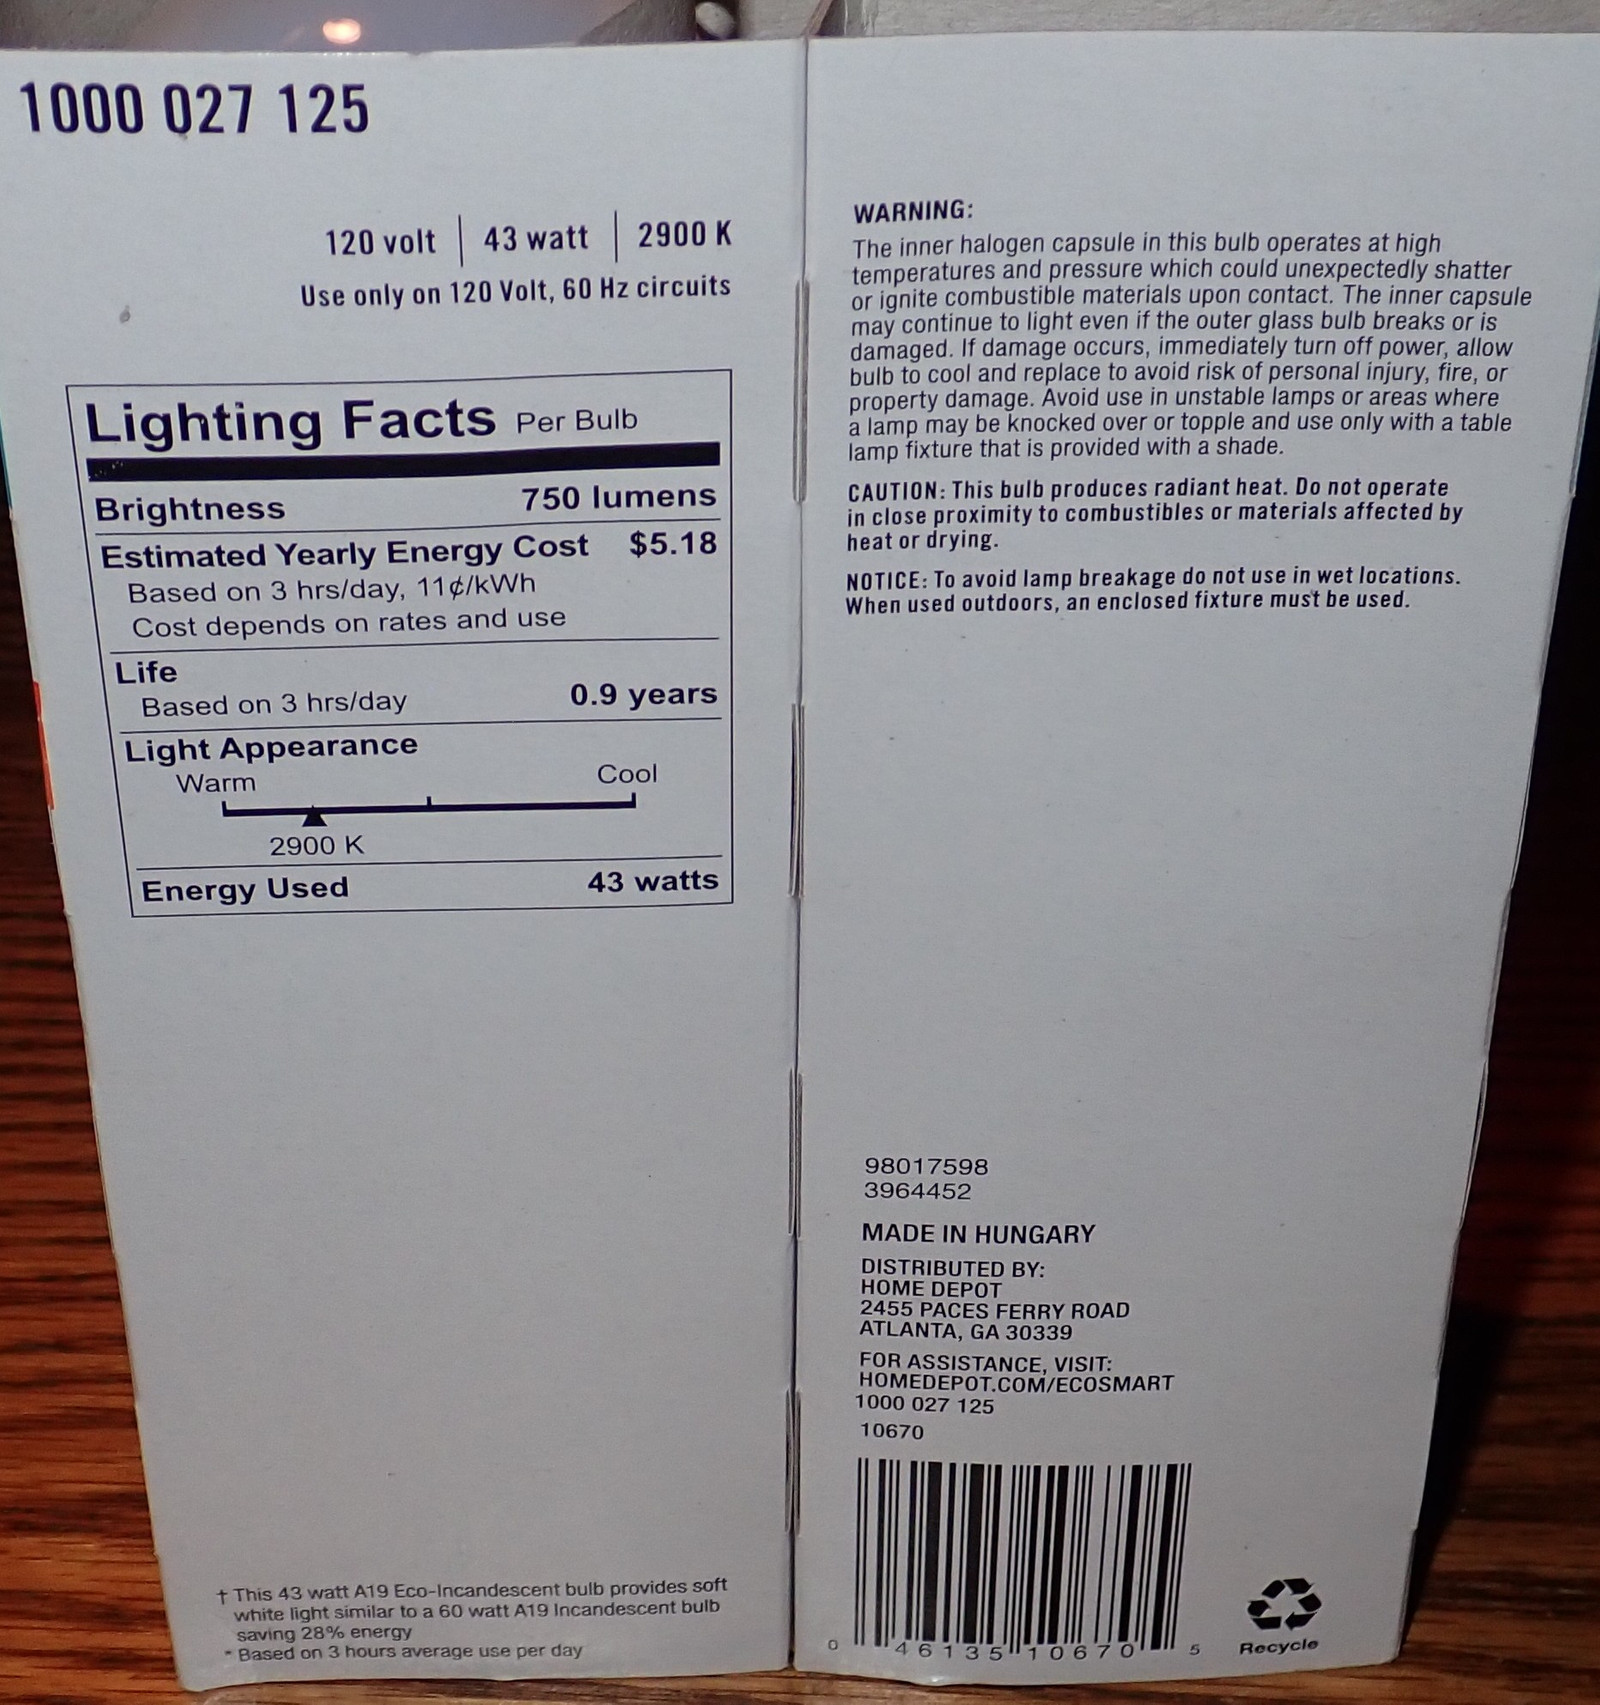 1000 027 125
120 volt | 43 watt | 2900 K
Use only on 120 Volt, 60 Hz circuits
Lighting Facts Per Bulb
Brightness 750 lumens
Estimated Yearly Energy Cost $5.18
Based on 3 hrs/day, 11¢/kWh
Cost depends on rates and use
Life
Based on 3 hrs/day 0.9 years
Light Appearance
Warm Cool
2900 K
Energy Used 43 watts
† This 43 watt A19 Eco-Incandescent bulb provides soft
white light similar to a 60 watt A19 Incandescent bulb
saving 28% energy
* Based on 3 hours average use per day
WARNING:
The inner halogen capsule in this bulb operates at high
temperatures and pressure which could unexpectedly shatter
or ignite combustible materials upon contact. The inner capsule
may continue to light even if the outer glass bulb breaks or is
damaged. If damage occurs, immediately turn off power, allow
bulb to cool and replace to avoid risk of personal injury, fire, or
property damage. Avoid use in unstable lamps or areas where
a lamp may be knocked over or topple and use only with a table
lamp fixture that is provided with a shade.
CAUTION: This bulb produces radiant heat. Do not operate
in close proximity to combustibles or materials affected by
heat or drying.
NOTICE: To avoid lamp breakage do not use in wet locations.
When used outdoors, an enclosed fixture must be used.
98017598
3964452
MADE IN HUNGARY
DISTRIBUTED BY:
HOME DEPOT
2455 PACES FERRY ROAD
ATLANTA, GA 30339
FOR ASSISTANCE, VISIT:
HOMEDEPOT.COM/ECOSMART
1000 027 125
10670
0 46135 10670 5
Recycle